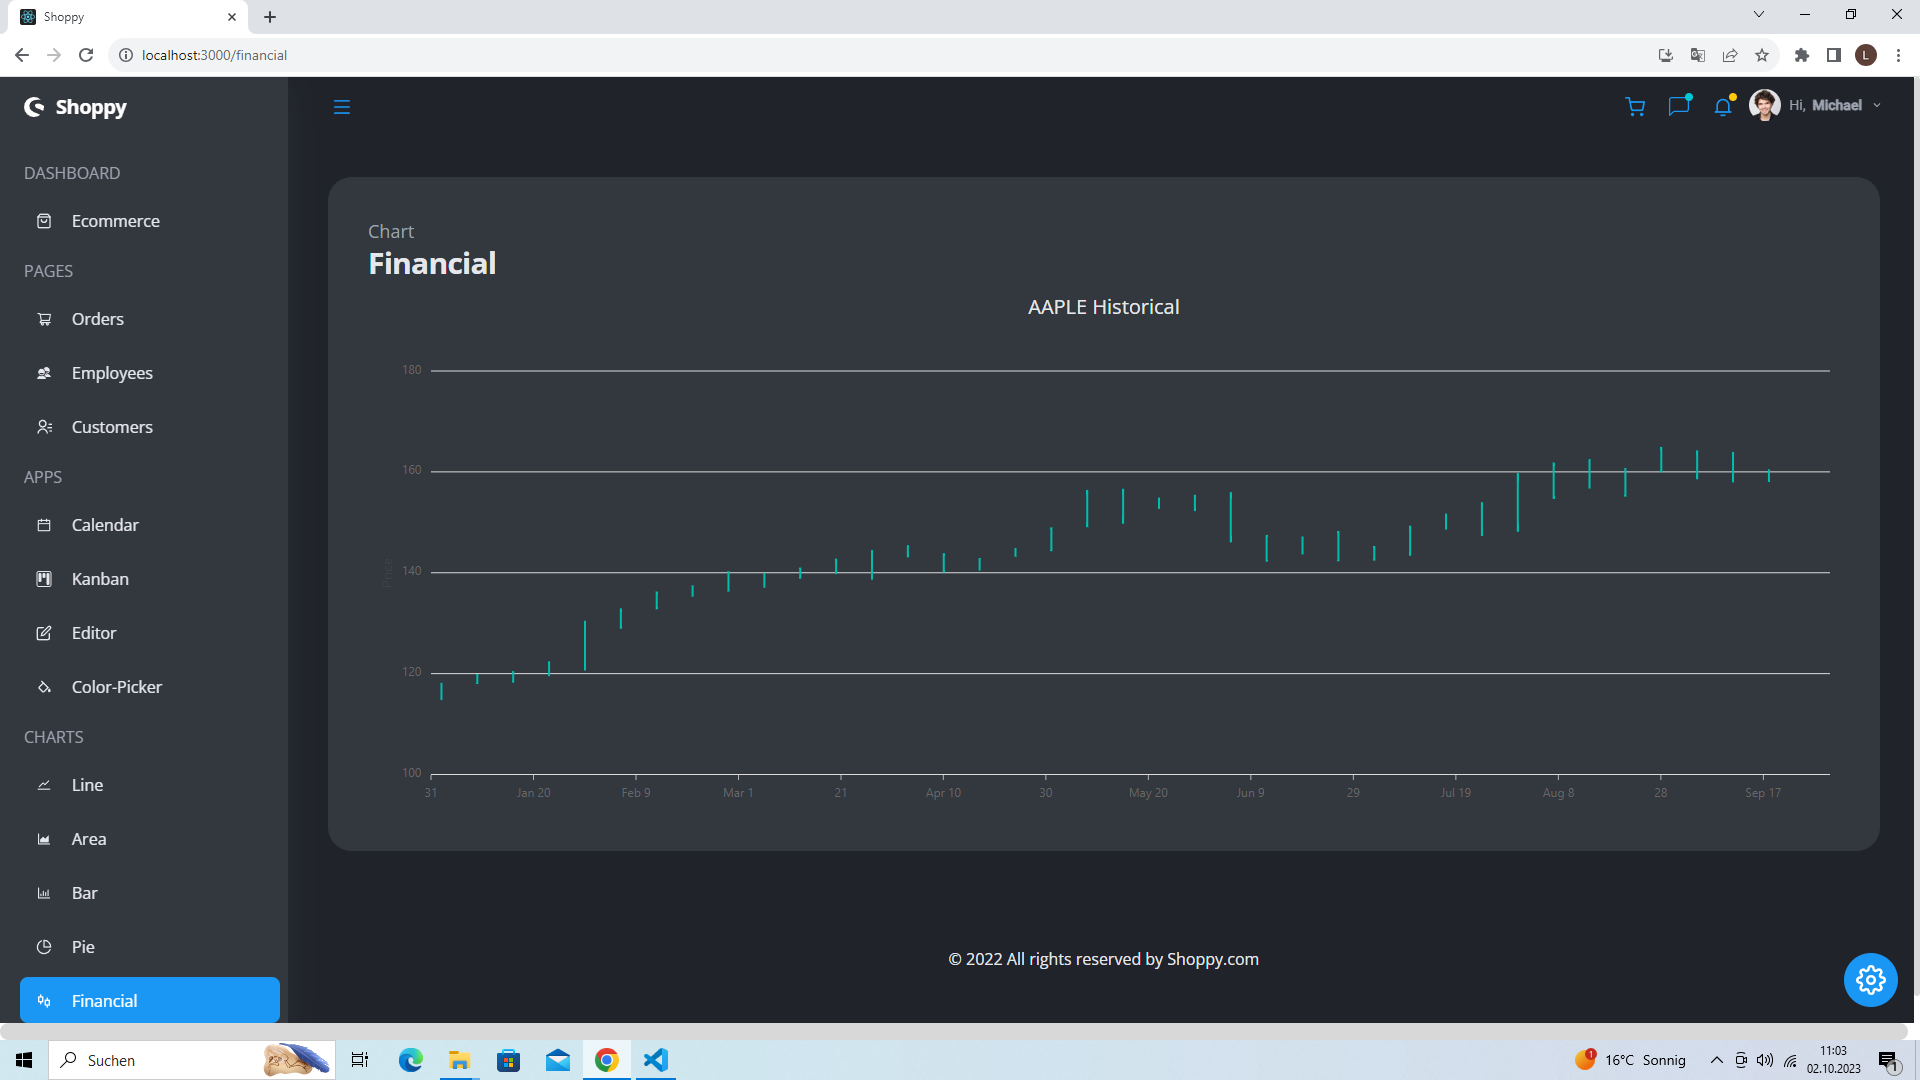 Shoppy
localhost:3000/financial
L
Shoppy
Hi, Michael
DASHBOARD
Ecommerce
PAGES
Orders
Employees
Customers
APPS
Calendar
Kanban
Editor
Color-Picker
CHARTS
Line
Area
Bar
Pie
Financial
Chart
Financial
AAPLE Historical
180
160
140
120
100
Price
31 Jan 20 Feb 9 Mar 1 21 Apr 10 30 May 20 Jun 9 29 Jul 19 Aug 8 28 Sep 17
© 2022 All rights reserved by Shoppy.com
Suchen
1
16°C Sonnig
11:03
02.10.2023
1